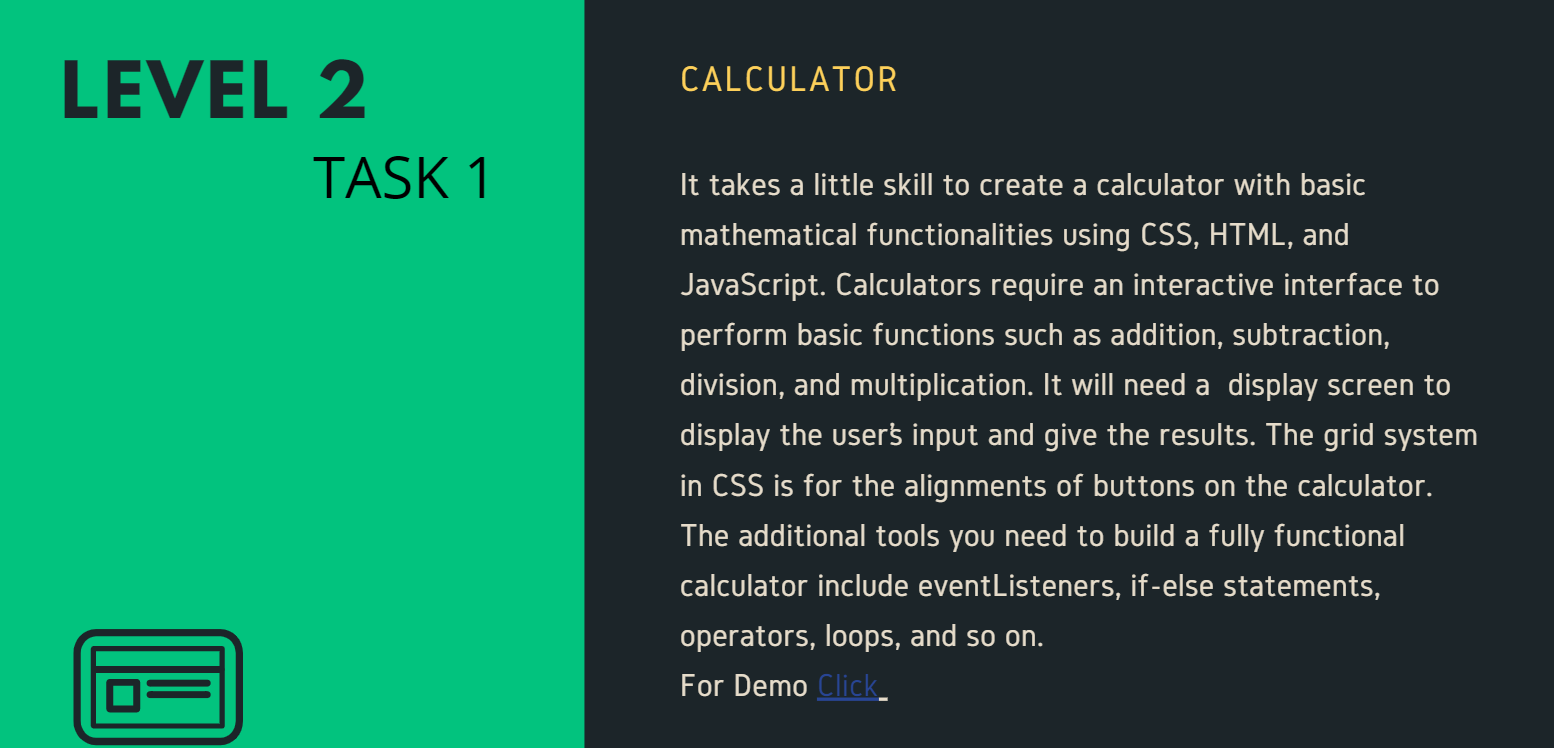 LEVEL 2
TASK 1
CALCULATOR
It takes a little skill to create a calculator with basic
mathematical functionalities using CSS, HTML, and
JavaScript. Calculators require an interactive interface to
perform basic functions such as addition, subtraction,
division, and multiplication. It will need a  display screen to
display the user's input and give the results. The grid system
in CSS is for the alignments of buttons on the calculator.
The additional tools you need to build a fully functional
calculator include eventListeners, if-else statements,
operators, loops, and so on.
For Demo Click